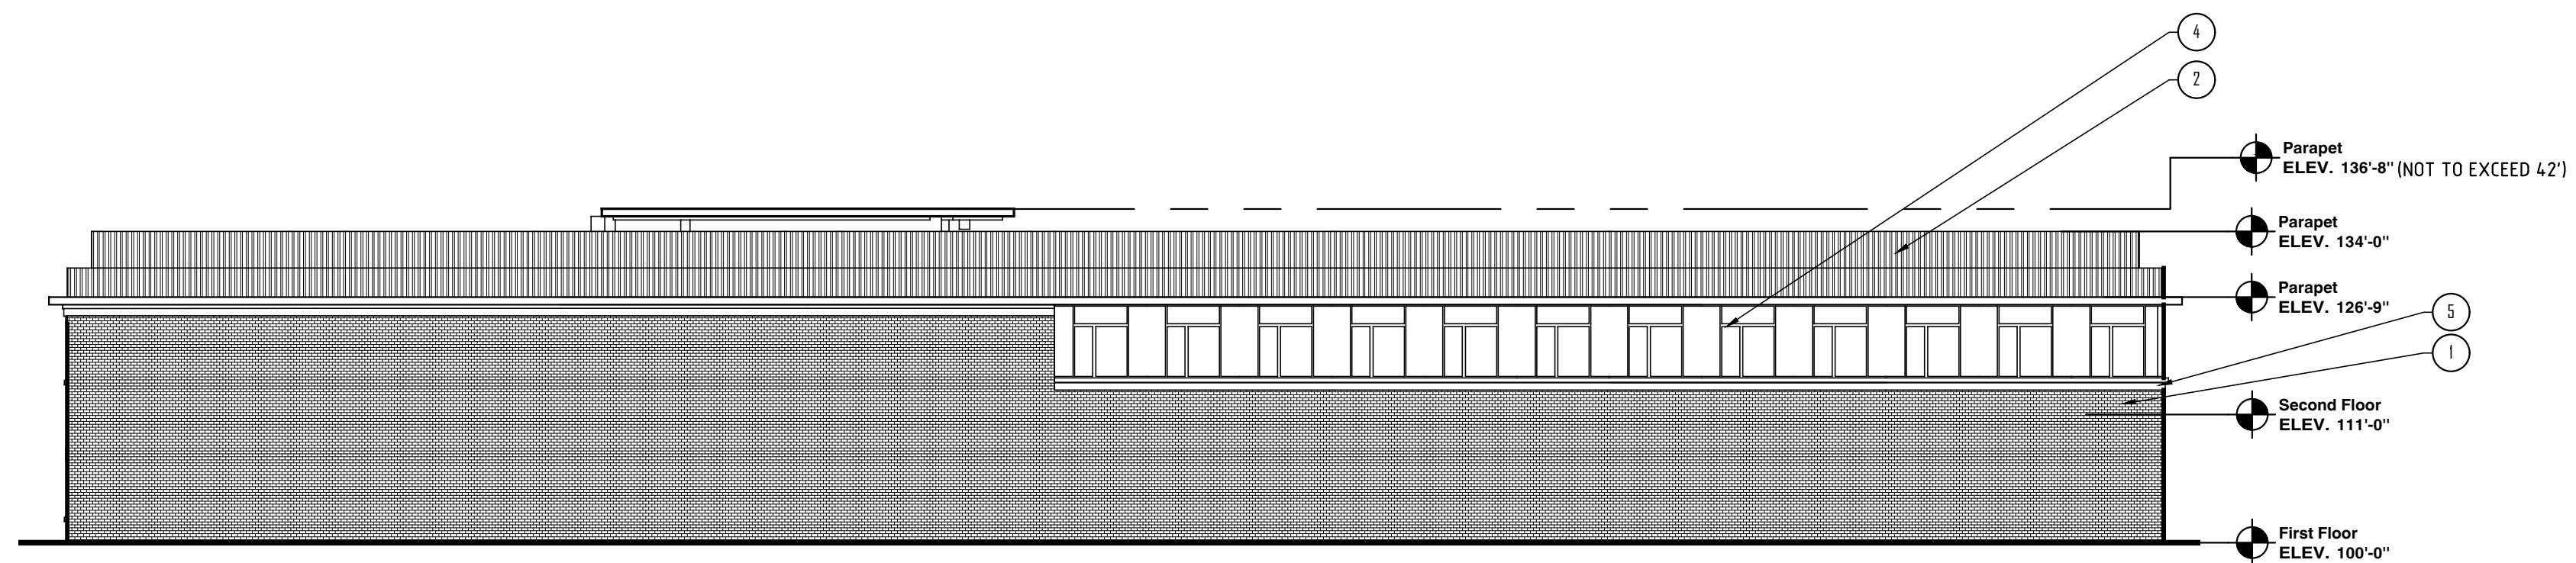 4
2
Parapet
ELEV. 136'-8" (NOT TO EXCEED 42')
Parapet
ELEV. 134'-0"
Parapet
ELEV. 126'-9"
5
1
Second Floor
ELEV. 111'-0"
First Floor
ELEV. 100'-0"